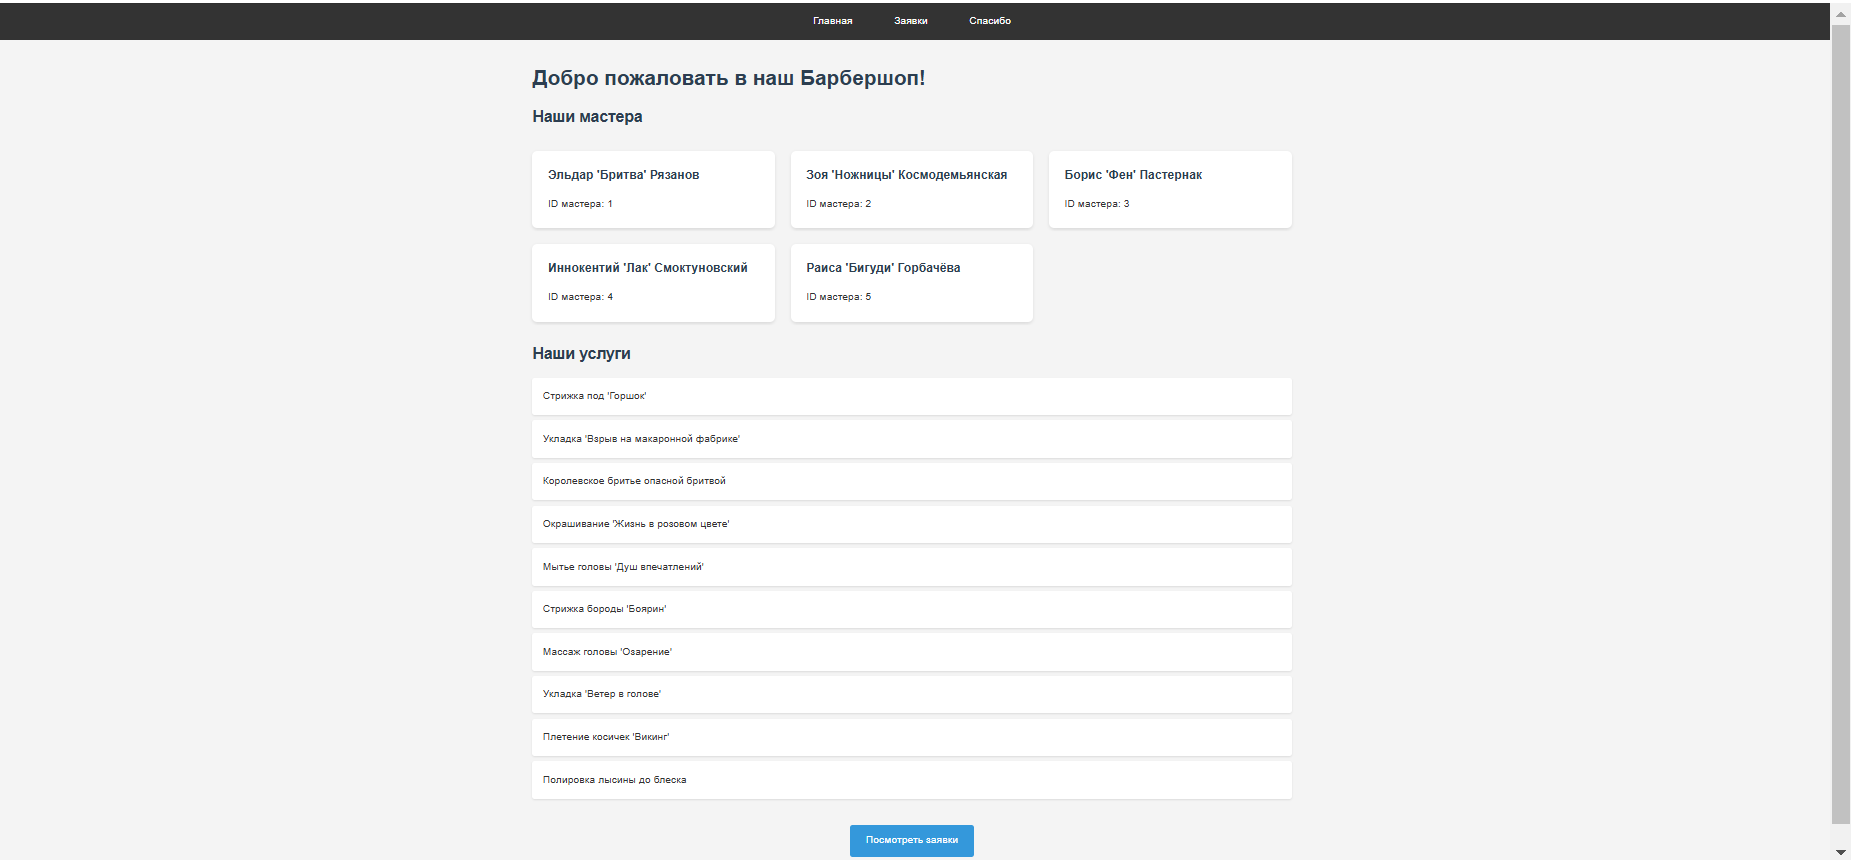 Главная Заявки Спасибо
Добро пожаловать в наш Барбершоп!
Наши мастера
Эльдар 'Бритва' Рязанов
ID мастера: 1
Зоя 'Ножницы' Космодемьянская
ID мастера: 2
Борис 'Фен' Пастернак
ID мастера: 3
Иннокентий 'Лак' Смоктуновский
ID мастера: 4
Раиса 'Бигуди' Горбачёва
ID мастера: 5
Наши услуги
Стрижка под 'Горшок'
Укладка 'Взрыв на макаронной фабрике'
Королевское бритье опасной бритвой
Окрашивание 'Жизнь в розовом цвете'
Мытье головы 'Душ впечатлений'
Стрижка бороды 'Боярин'
Массаж головы 'Озарение'
Укладка 'Ветер в голове'
Плетение косичек 'Викинг'
Полировка лысины до блеска
Посмотреть заявки